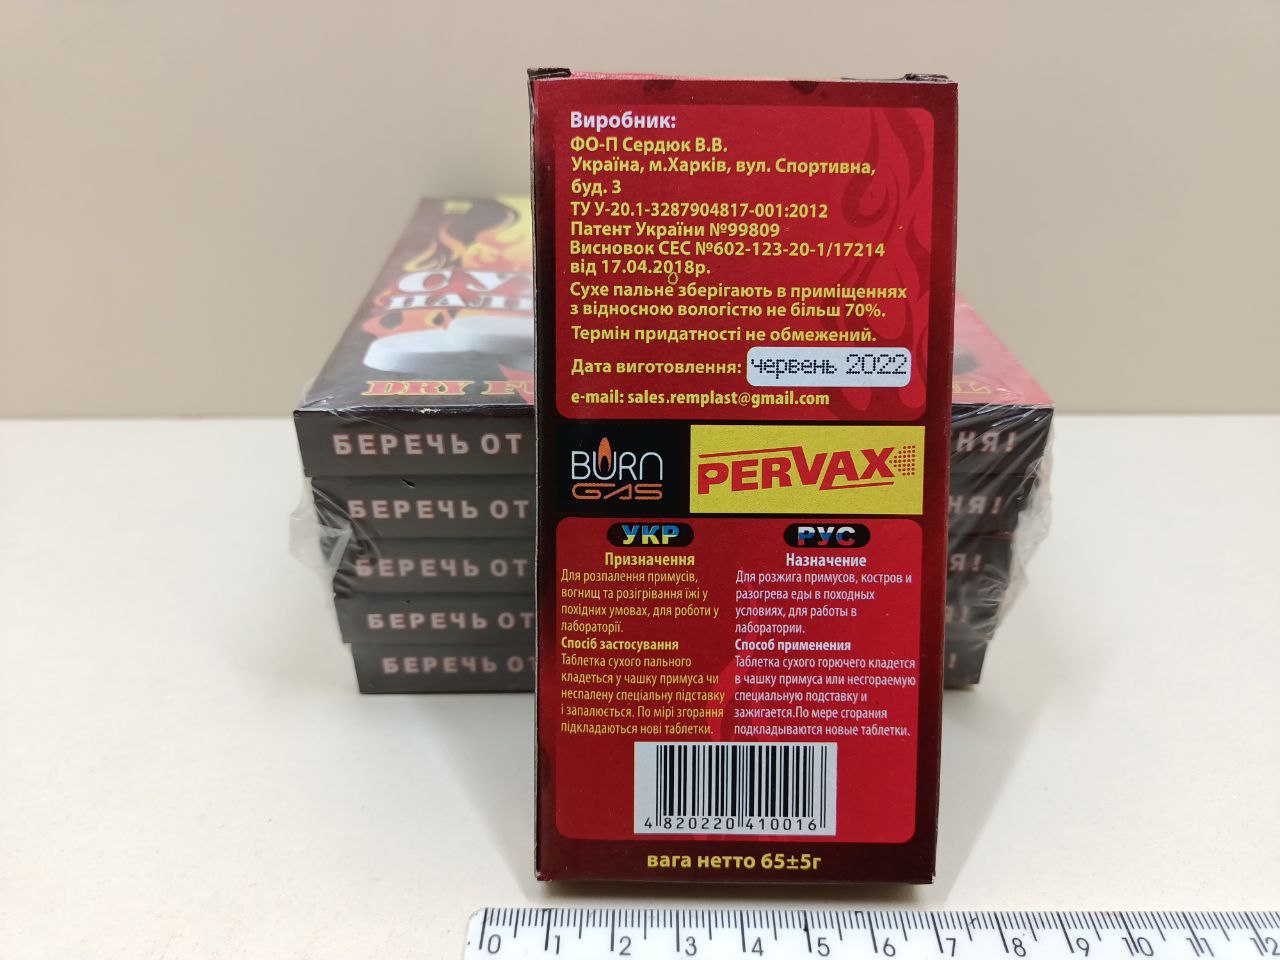 Виробник:
ФО-П Сердюк В.В.
Україна, м.Харків, вул. Спортивна,
буд. 3
ТУ У-20.1-3287904817-001:2012
Патент України №99809
Висновок СЕС №602-123-20-1/17214
від 17.04.2018р.
Сухе пальне зберігають в приміщеннях
з відносною вологістю не більш 70%.
Термін придатності не обмежений.
Дата виготовлення: червень 2022
e-mail: sales.remplast@gmail.com
BURN
GAS
PERVAX
УКР
Призначення
Для розпалення примусів,
вогнищ та розігрівання їжі у
похідних умовах, для роботи у
лабораторії.
Спосіб застосування
Таблетка сухого пального
кладеться у чашку примуса чи
неспалену спеціальну підставку
і запалюється. По мірі згорання
підкладаються нові таблетки.
РУС
Назначение
Для розжига примусов, костров и
разогрева еды в походных
условиях, для работы в
лаборатории.
Способ применения
Таблетка сухого горючего кладется
в чашку примуса или несгораемую
специальную подставку и
зажигается.По мере сгорания
подкладываются новые таблетки.
4 820220 410016
вага нетто 65±5г
DRY
БЕРЕЧЬ ОТ
БЕРЕЧЬ ОТ
БЕРЕЧЬ ОТ
БЕРЕЧЬ ОТ
БЕРЕЧЬ ОТ
0 1 2 3 4 5 6 7 8 9 10 11 12